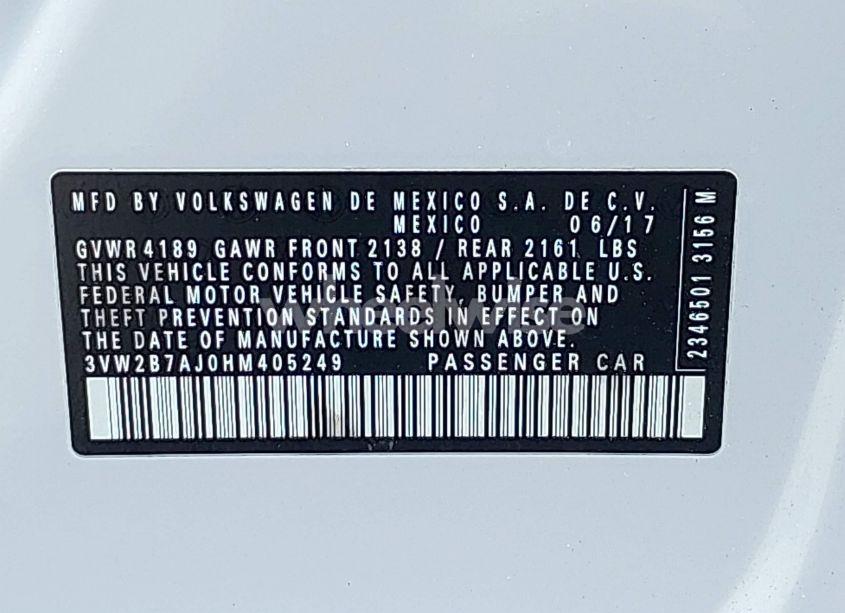 MFD BY VOLKSWAGEN DE MEXICO S.A. DE C.V.
MEXICO 06/17
GVWR 4189 GAWR FRONT 2138 / REAR 2161 LBS
THIS VEHICLE CONFORMS TO ALL APPLICABLE U.S.
FEDERAL MOTOR VEHICLE SAFETY, BUMPER AND
THEFT PREVENTION STANDARDS IN EFFECT ON
THE DATE OF MANUFACTURE SHOWN ABOVE.
3VW2B7AJ0HM405249 PASSENGER CAR
2346501 3156 M